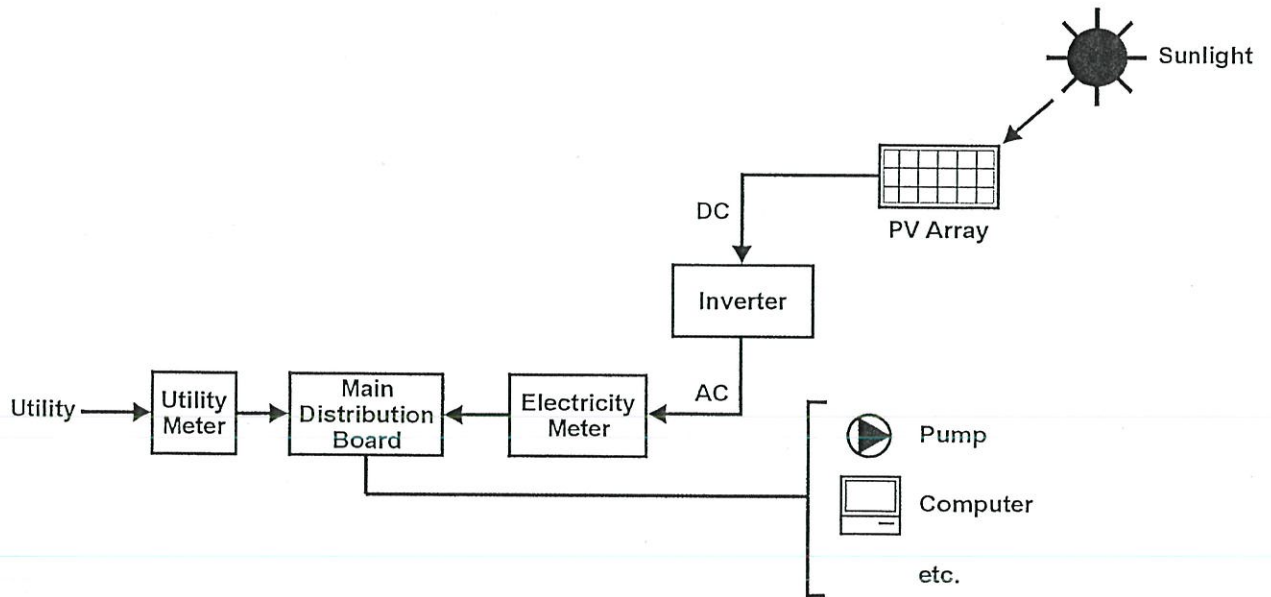 Sunlight
PV Array
DC
Inverter
AC
Utility
Utility
Meter
Main
Distribution
Board
Electricity
Meter
Pump
Computer
etc.